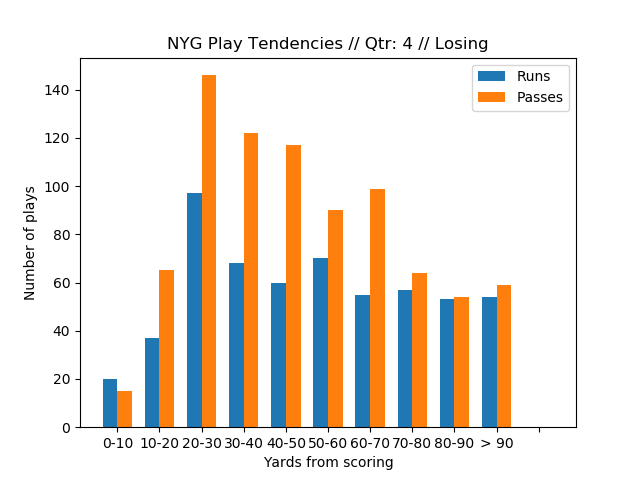 NYG Play Tendencies // Qtr: 4 // Losing
Runs
Passes
Number of plays
140
120
100
80
60
40
20
0
0-10 10-20 20-30 30-40 40-50 50-60 60-70 70-80 80-90 > 90
Yards from scoring